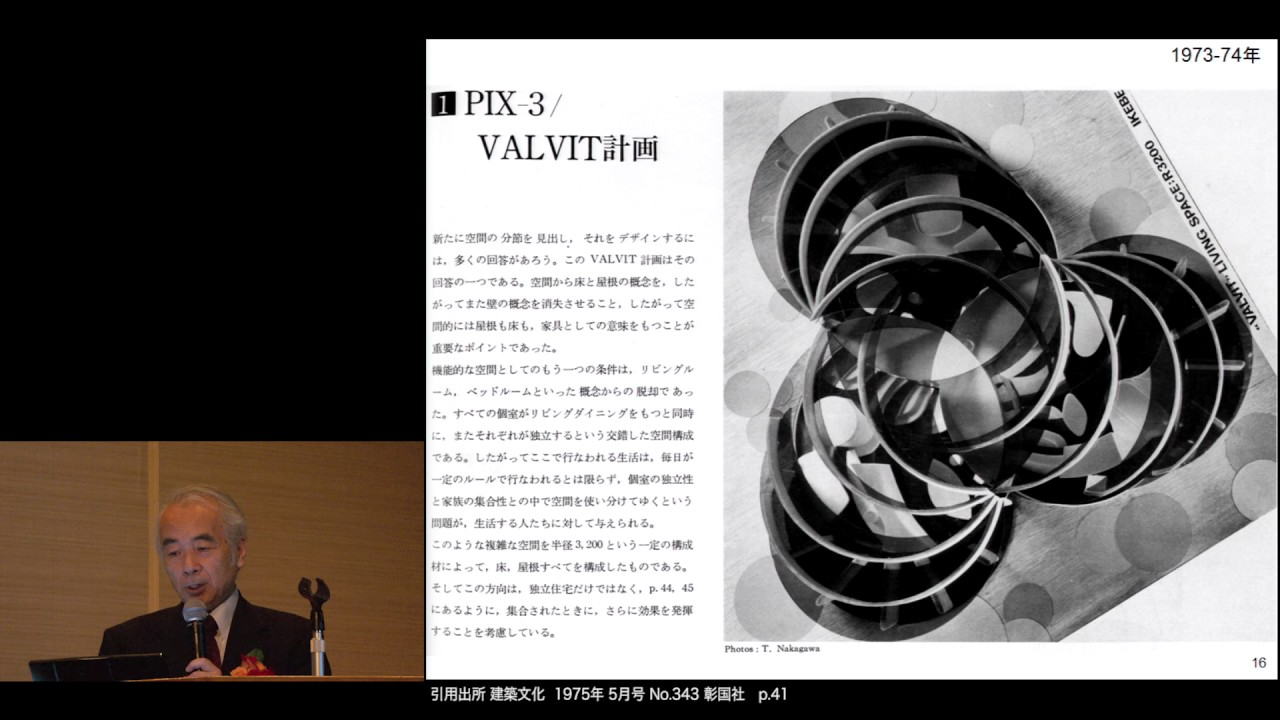 1973-74年
1 PIX-3/
VALVIT計画
新たに空間の分節を見出し，それをデザインするに
は，多くの回答があろう。この VALVIT 計画はその
回答の一つである。空間から床と屋根の概念を，した
がってまた壁の概念を消失させること，したがって空
間的には屋根も床も，家具としての意味をもつことが
重要なポイントであった。
機能的な空間としてのもう一つの条件は，リビングル
ーム，ベッドルームといった概念からの脱却であっ
た。すべての個室がリビングダイニングをもつと同時
に，またそれぞれが独立するという交錯した空間構成
である。したがってここで行なわれる生活は，毎日が
一定のルールで行なわれるとは限らず，個室の独立性
と家族の集合性との中で空間を使い分けてゆくという
問題が，生活する人たちに対して与えられる。
このような複雑な空間を半径3,200という一定の構成
材によって，床，屋根すべてを構成したものである。
そしてこの方向は，独立住宅だけではなく，p.44，45
にあるように，集合されたときに，さらに効果を発揮
することを考慮している。
"VALVIT" LIVING SPACE:R3200 IKEBE
Photos : T. Nakagawa
16
引用出所 建築文化 1975年 5月号 No.343 彰国社 p.41